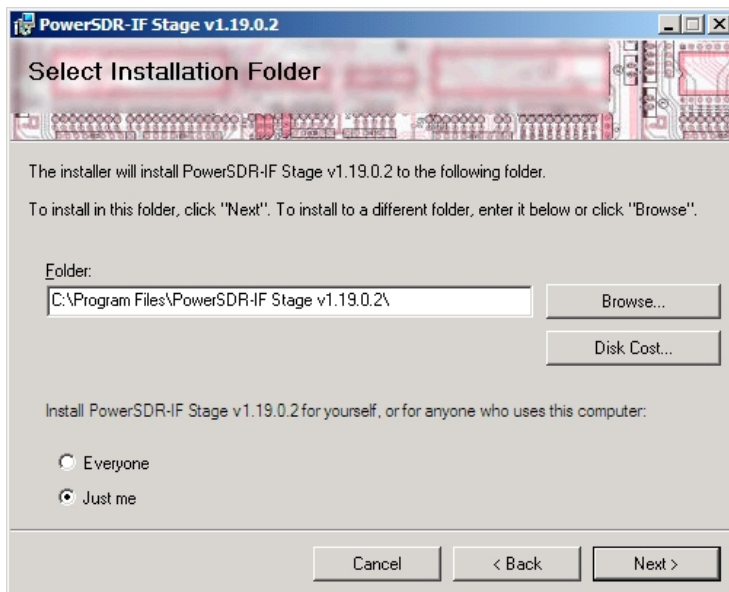 PowerSDR-IF Stage v1.19.0.2
Select Installation Folder
The installer will install PowerSDR-IF Stage v1.19.0.2 to the following folder.
To install in this folder, click "Next". To install to a different folder, enter it below or click "Browse".
Folder:
C:\Program Files\PowerSDR-IF Stage v1.19.0.2\
Browse...
Disk Cost...
Install PowerSDR-IF Stage v1.19.0.2 for yourself, or for anyone who uses this computer:
Everyone
Just me
Cancel
< Back
Next >